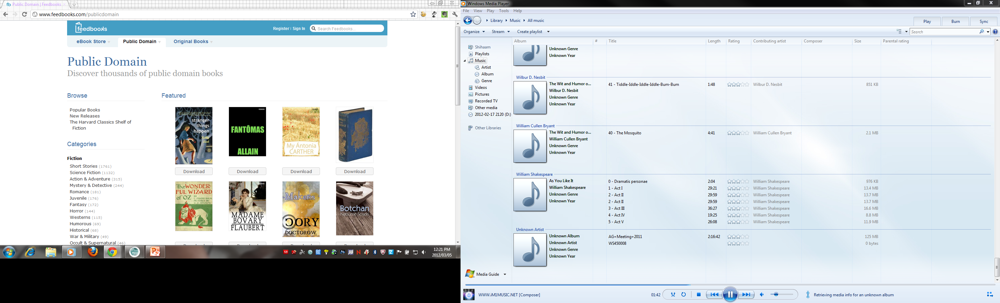 fb Public Domain | Feedbooks
www.feedbooks.com/publicdomain
feedbooks
Register | Sign In
Search Feedbooks...
eBook Store
Public Domain
Original Books
Public Domain
Discover thousands of public domain books
Browse
Popular Books
New Releases
The Harvard Classics Shelf of
Fiction
Categories
Fiction
Short Stories (1761)
Science Fiction (1132)
Action & Adventure (315)
Mystery & Detective (244)
Romance (181)
Juvenile (176)
Fantasy (172)
Horror (144)
Westerns (115)
Humorous (69)
Historical (68)
War & Military (49)
Occult & Supernatural (46)
Featured
stranger
things
happen
Kelly
Link
FANTÔMAS
ALLAIN
My Ántonia
CARTHER
Download
Download
Download
Download
The WONDER-
FUL WIZARD
OF OZ
BY
L. FRANK BAUM
PICTURES BY
W.W. DENSLOW
MADAME
BOVARY
FLAUBERT
Makers
CORY
DOCTOROW
Botchan
Natsume Soseki
12:21 PM
2012/03/05
Windows Media Player
File View Play Tools Help
Library Music All music
Play Burn Sync
Organize Stream Create playlist
Search
Album # Title Length Rating Contributing artist Composer Size Parental rating
Shihaam
Playlists
Music
Artist
Album
Genre
Videos
Pictures
Recorded TV
Other media
2012-02-17 2120 (D:)
Other Libraries
Unknown Genre
Unknown Year
Wilbur D. Nesbit
The Wit and Humor o... 41 - Tiddle-Iddle-Iddle-Iddle-Bum-Bum 1:48 Wilbur D. Nesbit 851 KB
Wilbur D. Nesbit
Unknown Genre
Unknown Year
William Cullen Bryant
The Wit and Humor o... 40 - The Mosquito 4:41 William Cullen Bryant 2.1 MB
William Cullen Bryant
Unknown Genre
Unknown Year
William Shakespeare
As You Like It 0 - Dramatis personae 2:04 William Shakespeare 976 KB
William Shakespeare 1 - Act I 29:21 William Shakespeare 13.4 MB
Unknown Genre 2 - Act II 29:59 William Shakespeare 13.7 MB
Unknown Year 2 - Act II 29:59 William Shakespeare 13.7 MB
3 - Act III 36:27 William Shakespeare 16.6 MB
4 - Act IV 19:25 William Shakespeare 8.8 MB
5 - Act V 26:08 William Shakespeare 11.9 MB
Unknown Artist
Unknown Album AG+Meeting+2011 2:16:42 125 MB
Unknown Artist WS450008 0 bytes
Unknown Genre
Unknown Year
Media Guide
WWW.iM1MUSIC.NET [Composer]
01:42
Retrieving media info for an unknown album